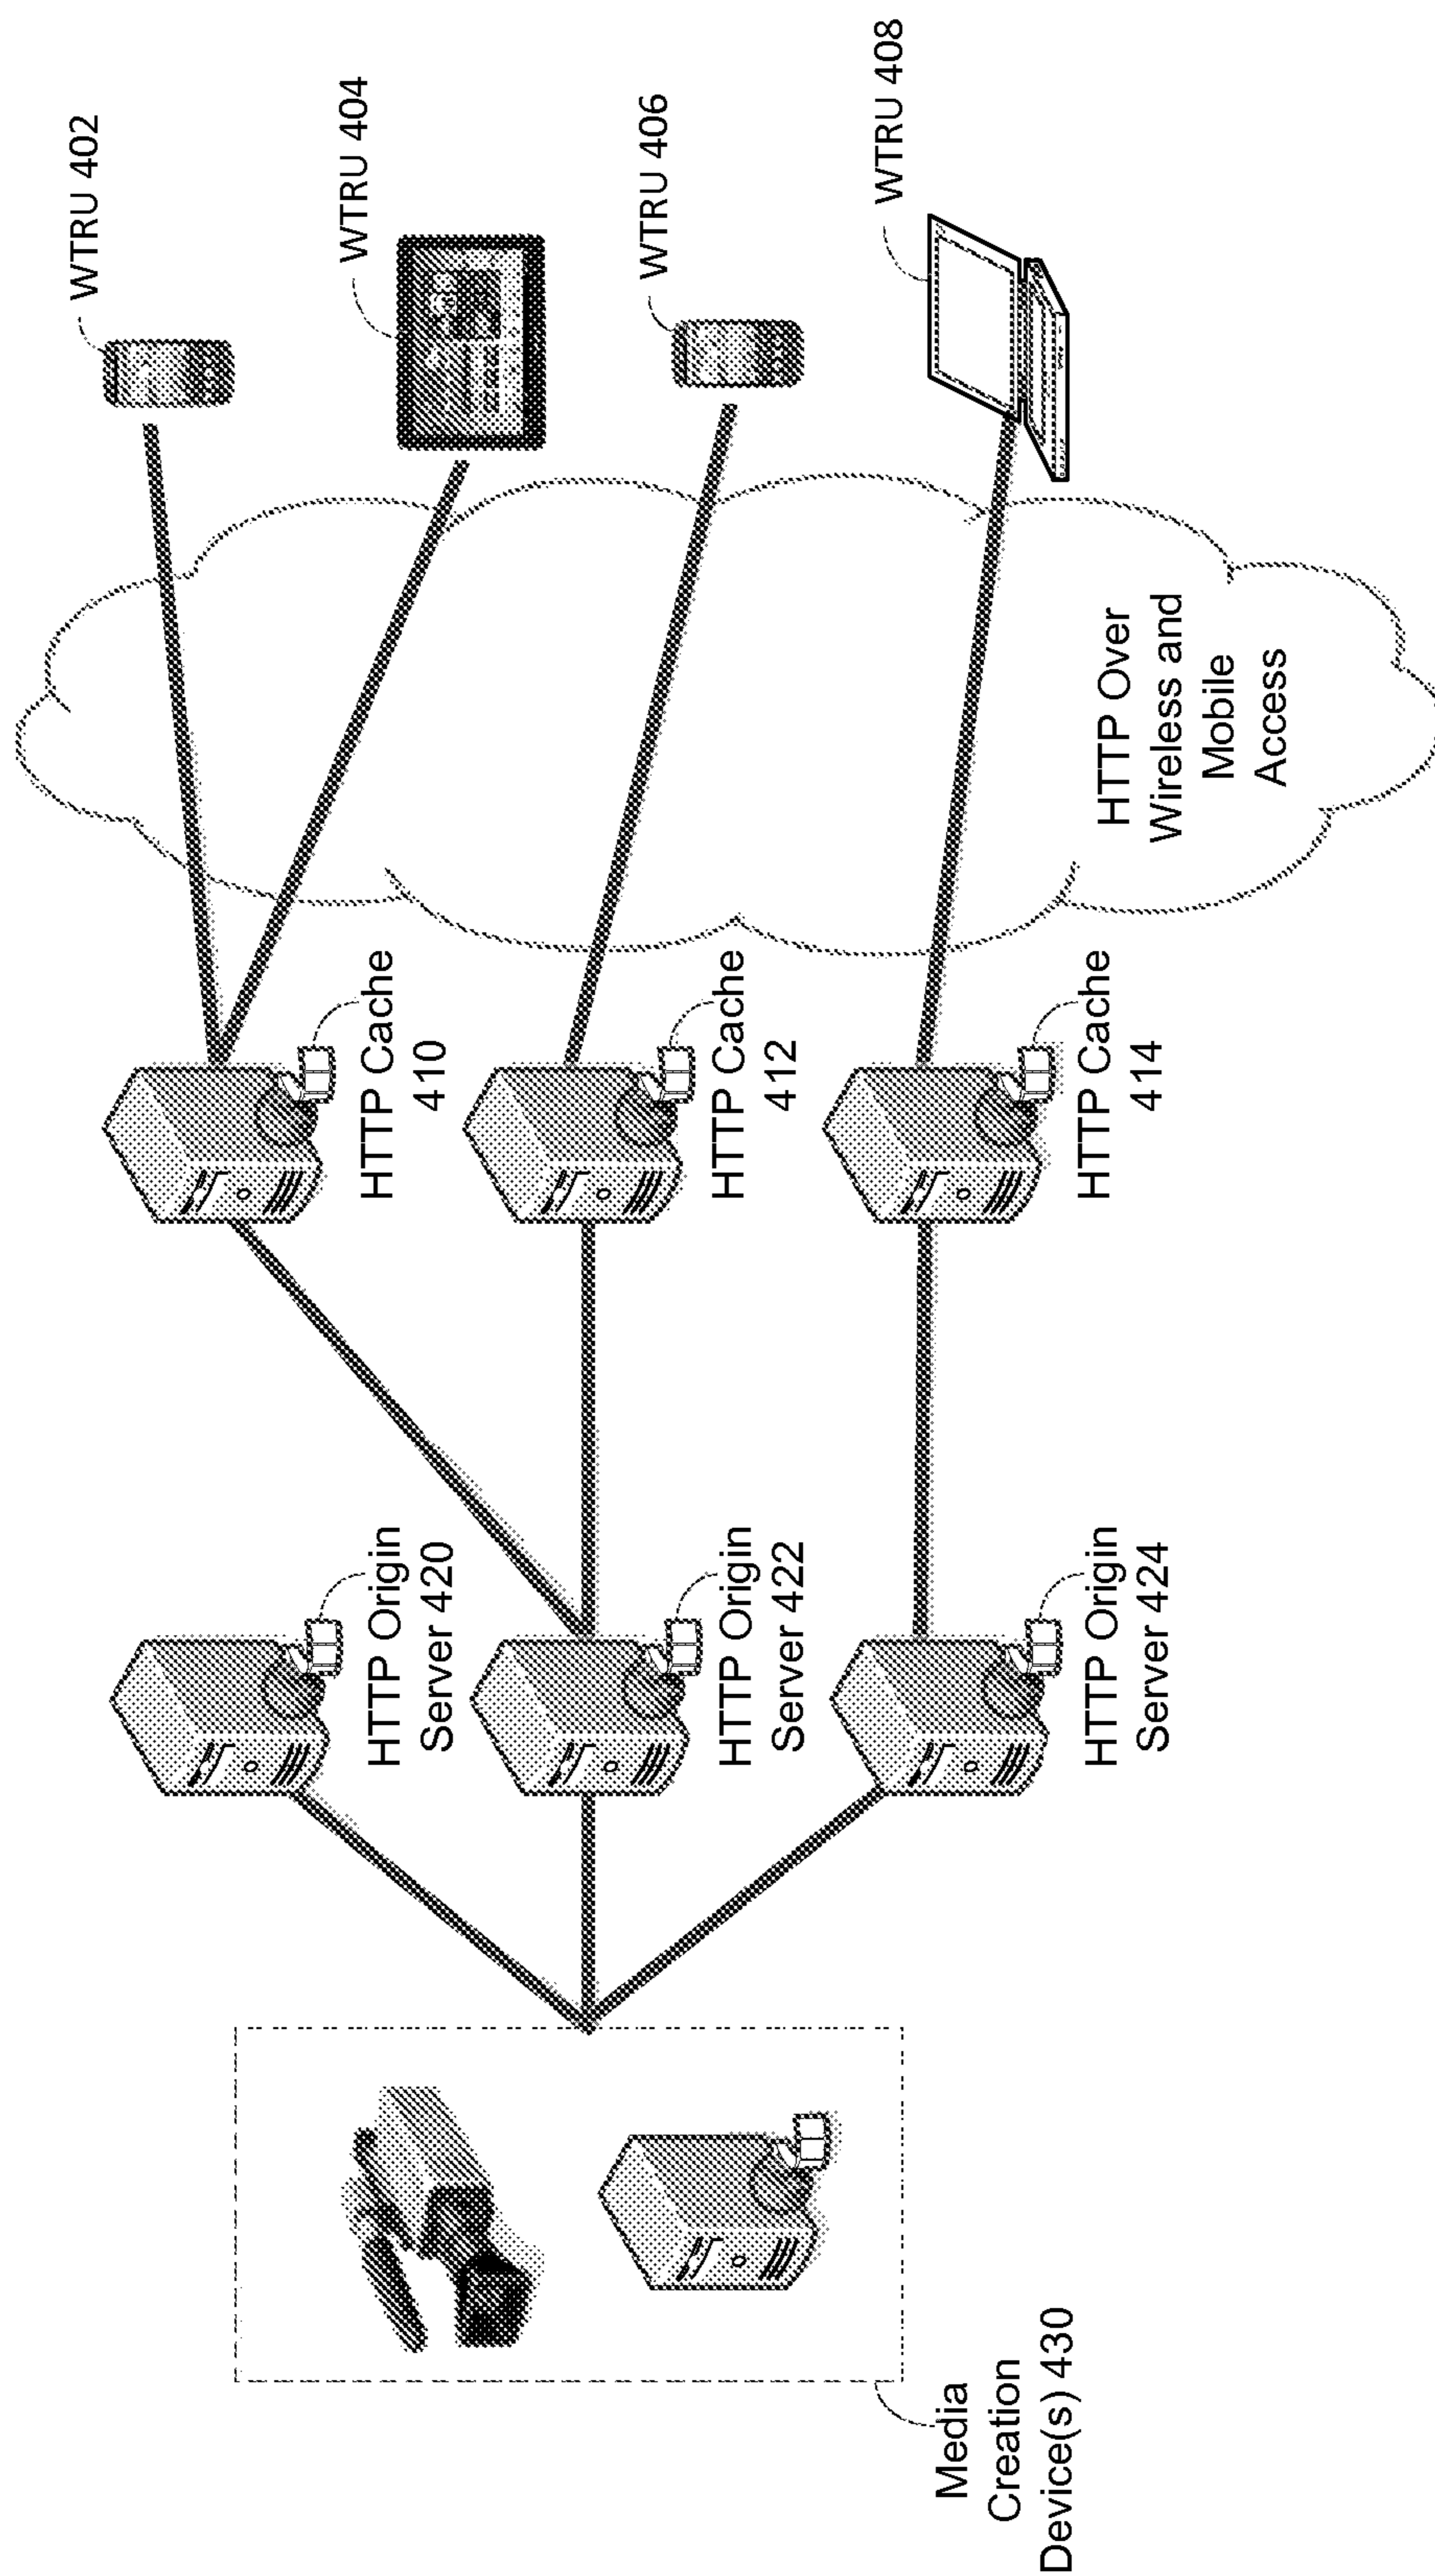 WTRU 402
WTRU 404
WTRU 406
WTRU 408
HTTP Over
Wireless and
Mobile
Access
HTTP Cache
410
HTTP Cache
412
HTTP Cache
414
HTTP Origin
Server 420
HTTP Origin
Server 422
HTTP Origin
Server 424
Media
Creation
Device(s) 430